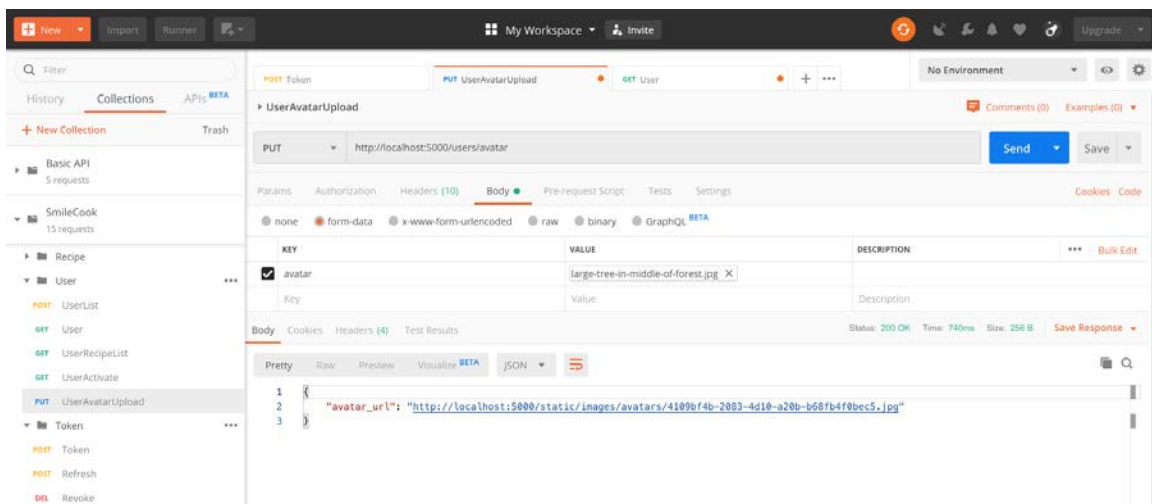 New Import Runner My Workspace Invite Upgrade
Filter
History Collections APIs BETA
+ New Collection Trash
Basic API
5 requests
SmileCook
15 requests
Recipe
User
POST UserList
GET User
GET UserRecipeList
GET UserActivate
PUT UserAvatarUpload
Token
POST Token
POST Refresh
DEL Revoke
POST Token PUT UserAvatarUpload GET User + ••• No Environment
UserAvatarUpload Comments (0) Examples (0)
PUT http://localhost:5000/users/avatar Send Save
Params Authorization Headers (10) Body Pre-request Script Tests Settings Cookies Code
none form-data x-www-form-urlencoded raw binary GraphQL BETA
KEY VALUE DESCRIPTION ••• Bulk Edit
avatar large-tree-in-middle-of-forest.jpg X
Key Value Description
Body Cookies Headers (4) Test Results Status: 200 OK Time: 740ms Size: 256 B Save Response
Pretty Raw Preview Visualize BETA JSON
1 {
2 "avatar_url": "http://localhost:5000/static/images/avatars/4109bf4b-2083-4d10-a20b-b68fb4f0bec5.jpg"
3 }